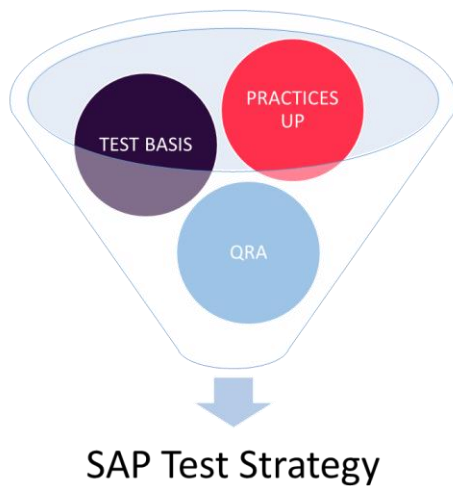 PRACTICES
UP
TEST BASIS
QRA
SAP Test Strategy